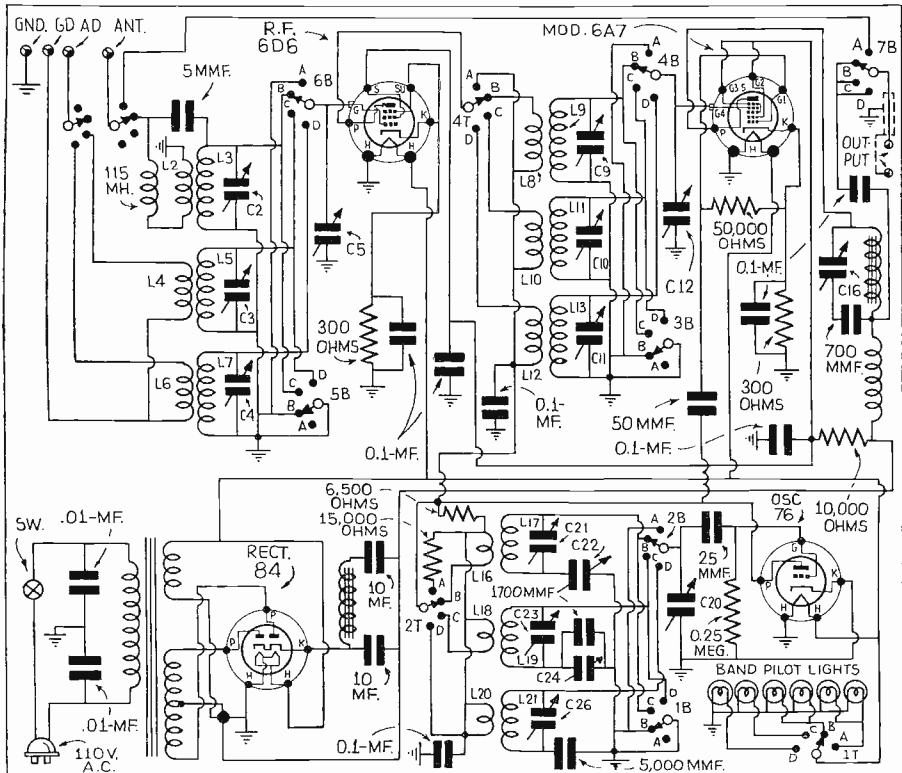 GND. GD AD ANT.
R.F.
6D6
MOD. 6A7
5 MMF.
A
B
C
D
6B
G
S
SU
P
K
H
H
4T
A
B
C
D
4B
A
B
C
D
G3
G2
G1
G4
S
P
K
H
H
7B
A
B
C
D
OUT-
PUT
115
MH.
L2
L3
C2
L4
L5
C3
L6
L7
C4
C5
L8
L9
C9
L10
L11
C10
L12
L13
C11
C12
50,000
OHMS
0.1-MF.
C16
700
MMF.
300
OHMS
300
OHMS
D
C
B
A
5B
D
C
B
A
3B
0.1-MF.
0.1-
MF.
50 MMF.
0.1-MF.
10,000
OHMS
SW.
.01-MF.
.01-MF.
110V.
A.C.
RECT.
84
P
P
K
H
H
10
MF.
10
MF.
6,500
OHMS
15,000
OHMS
A
B
C
D
2T
L16
L17
C21
C22
1700 MMF.
L18
C23
L19
C24
L20
L21
C26
0.1-MF.
5,000 MMF.
A
B
C
D
2B
D
C
B
A
1B
25
MMF.
C20
0.25
MEG.
OSC
76
G
P
K
H
H
BAND PILOT LIGHTS
D
C
B
A
1T